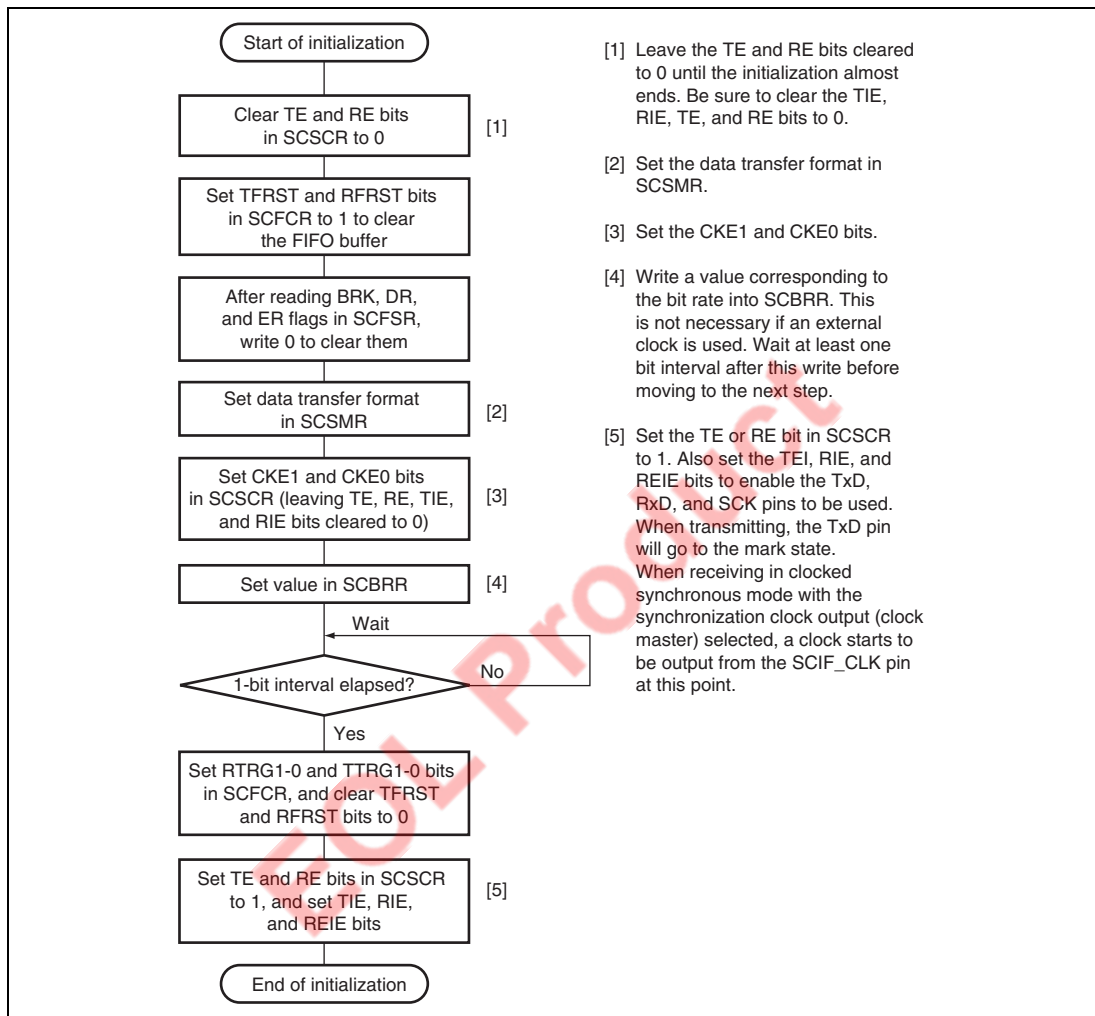 Start of initialization
Clear TE and RE bits
in SCSCR to 0
[1]
Set TFRST and RFRST bits
in SCFCR to 1 to clear
the FIFO buffer
After reading BRK, DR,
and ER flags in SCFSR,
write 0 to clear them
Set data transfer format
in SCSMR
[2]
Set CKE1 and CKE0 bits
in SCSCR (leaving TE, RE, TIE,
and RIE bits cleared to 0)
[3]
Set value in SCBRR
[4]
Wait
1-bit interval elapsed?
No
Yes
Set RTRG1-0 and TTRG1-0 bits
in SCFCR, and clear TFRST
and RFRST bits to 0
Set TE and RE bits in SCSCR
to 1, and set TIE, RIE,
and REIE bits
[5]
End of initialization
[1] Leave the TE and RE bits cleared
to 0 until the initialization almost
ends. Be sure to clear the TIE,
RIE, TE, and RE bits to 0.
[2] Set the data transfer format in
SCSMR.
[3] Set the CKE1 and CKE0 bits.
[4] Write a value corresponding to
the bit rate into SCBRR. This
is not necessary if an external
clock is used. Wait at least one
bit interval after this write before
moving to the next step.
[5] Set the TE or RE bit in SCSCR
to 1. Also set the TEI, RIE, and
REIE bits to enable the TxD,
RxD, and SCK pins to be used.
When transmitting, the TxD pin
will go to the mark state.
When receiving in clocked
synchronous mode with the
synchronization clock output (clock
master) selected, a clock starts to
be output from the SCIF_CLK pin
at this point.
EOL Product